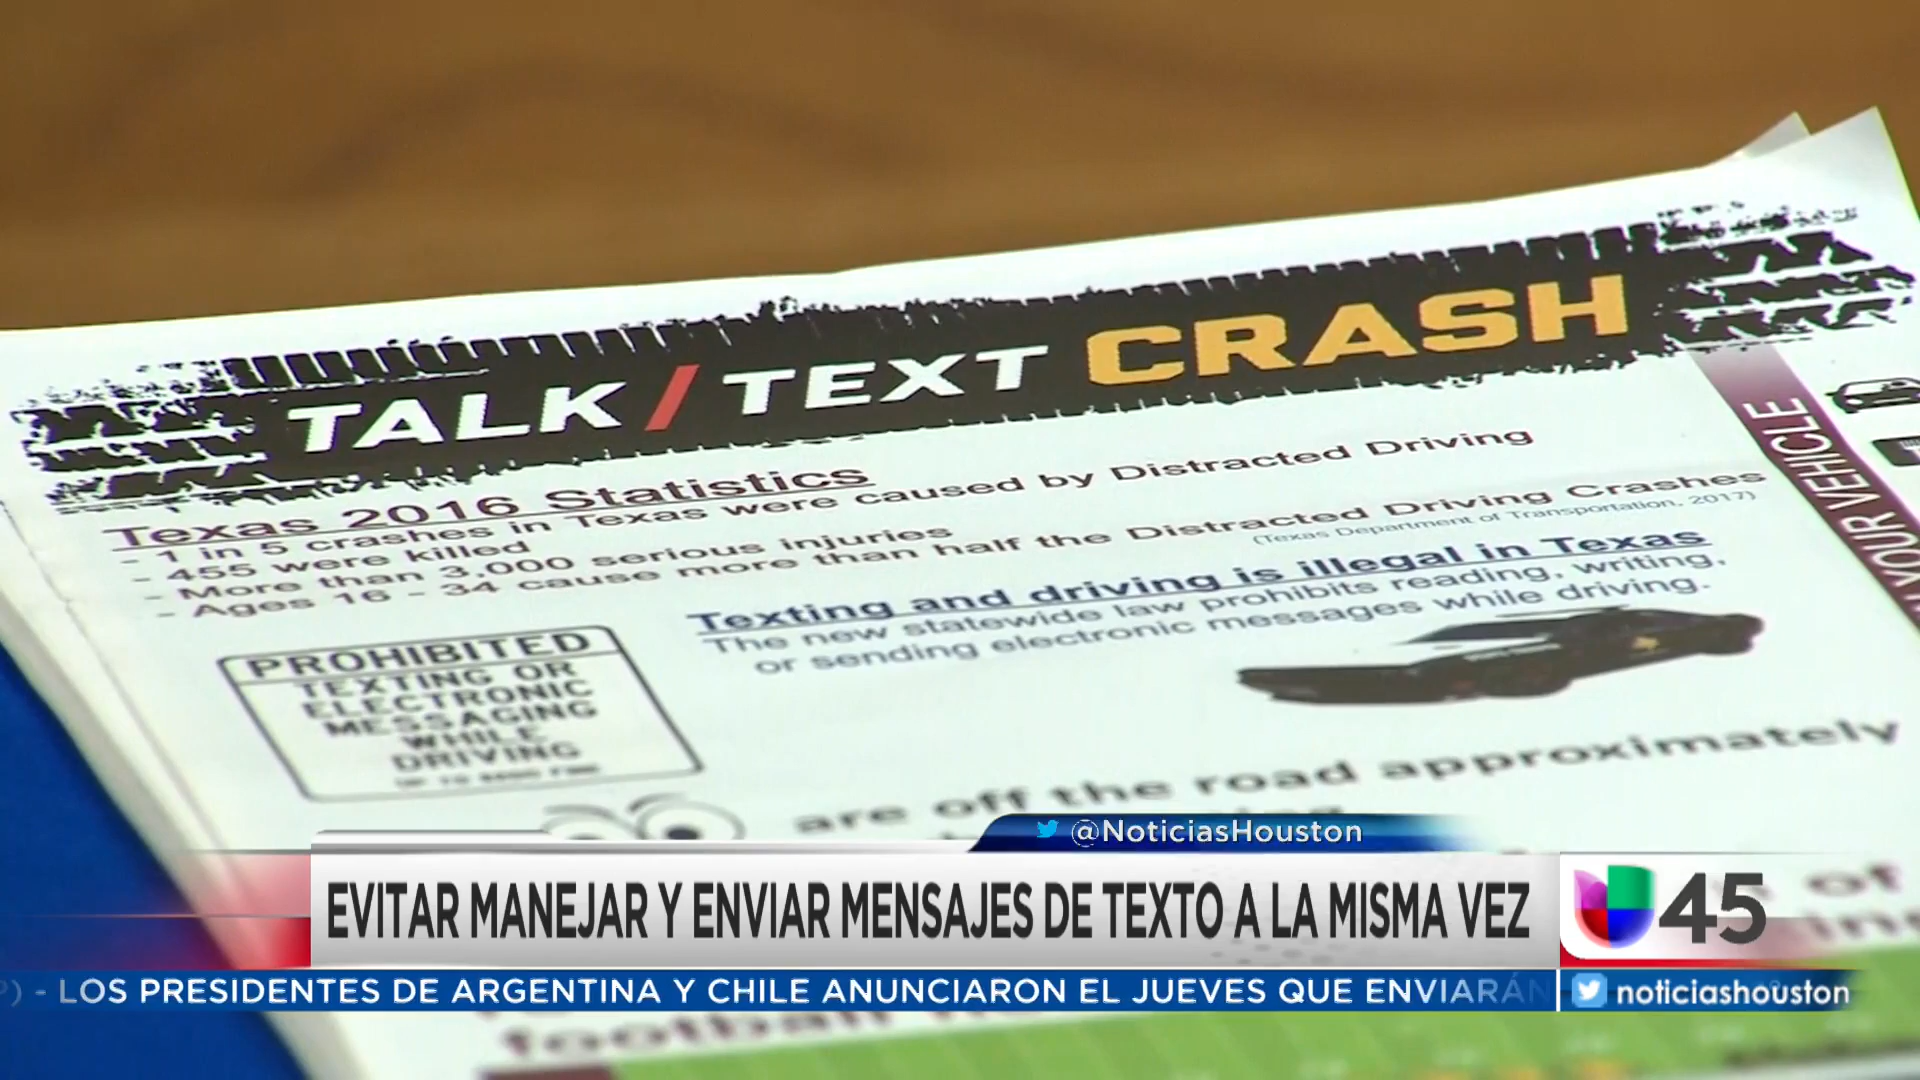 TALK / TEXT CRASH
Texas 2016 Statistics
- 1 in 5 crashes in Texas were caused by Distracted Driving
- 455 were killed
- More than 3,000 serious injuries
- Ages 16 - 34 cause more than half the Distracted Driving Crashes
(Texas Department of Transportation, 2017)
Texting and driving is illegal in Texas
The new statewide law prohibits reading, writing,
or sending electronic messages while driving.
PROHIBITED
TEXTING OR
ELECTRONIC
MESSAGING
WHILE
DRIVING
YOUR VEHICLE
are off the road approximately
@NoticiasHouston
EVITAR MANEJAR Y ENVIAR MENSAJES DE TEXTO A LA MISMA VEZ
45
of
football
P) - LOS PRESIDENTES DE ARGENTINA Y CHILE ANUNCIARON EL JUEVES QUE ENVIARÁN
noticiashouston